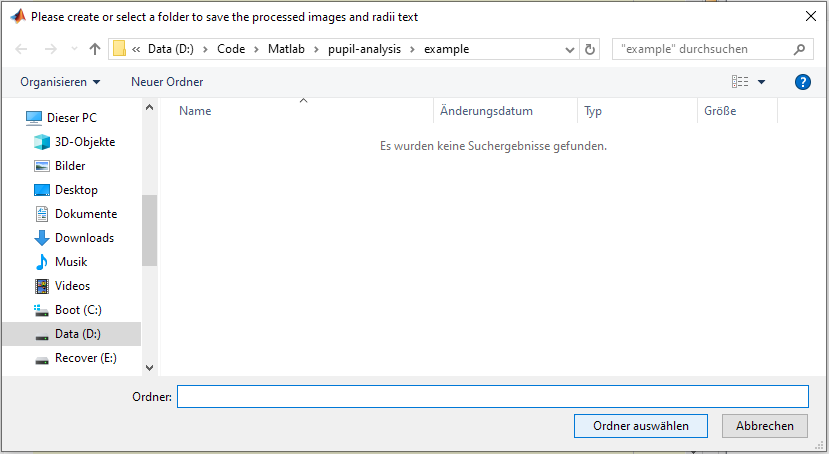 Please create or select a folder to save the processed images and radii text
« Data (D:) > Code > Matlab > pupil-analysis > example
"example" durchsuchen
Organisieren
Neuer Ordner
?
Name
Änderungsdatum
Typ
Größe
Es wurden keine Suchergebnisse gefunden.
Dieser PC
3D-Objekte
Bilder
Desktop
Dokumente
Downloads
Musik
Videos
Boot (C:)
Data (D:)
Recover (E:)
Ordner:
Ordner auswählen
Abbrechen